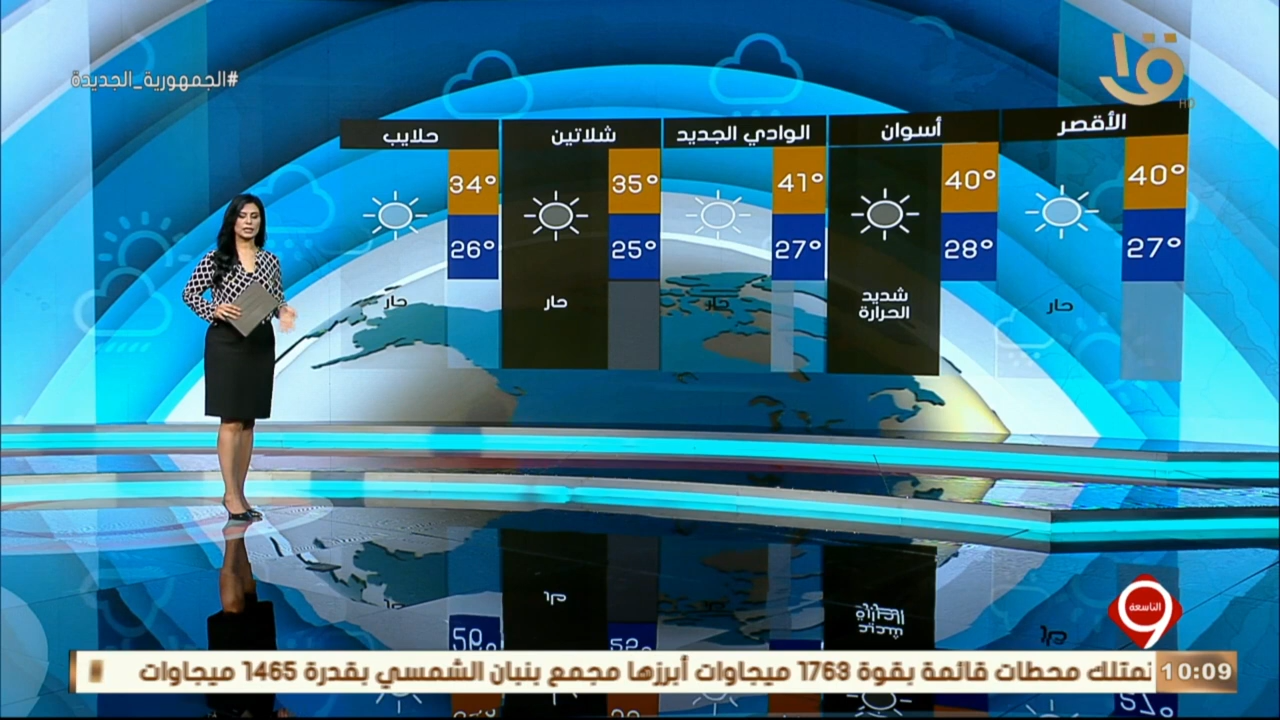 #الجمهورية_الجديدة
HD
الأقصر
40°
27°
حار
أسوان
40°
28°
شديد
الحرارة
الوادي الجديد
41°
27°
حار
شلاتين
35°
25°
حار
حلايب
34°
26°
حار
التاسعة
9
10:09
نمتلك محطات قائمة بقوة 1763 ميجاوات أبرزها مجمع بنبان الشمسي بقدرة 1465 ميجاوات